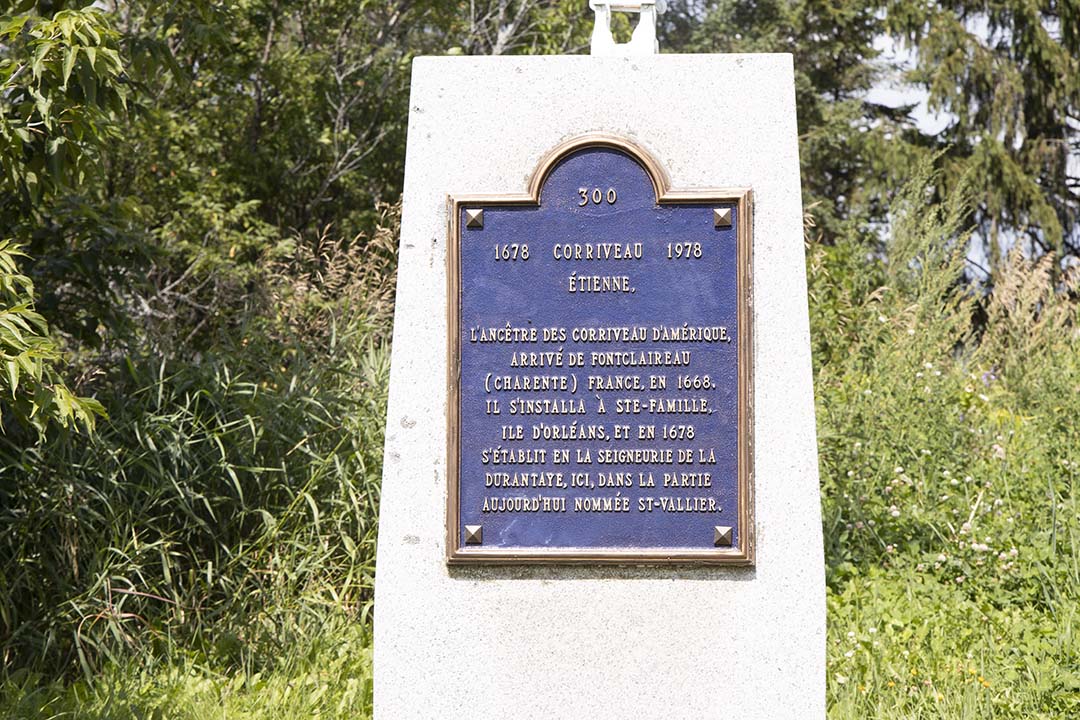 300
1678 CORRIVEAU 1978
ÉTIENNE,
L'ANCÊTRE DES CORRIVEAU D'AMÉRIQUE,
ARRIVÉ DE FONTCLAIREAU
(CHARENTE) FRANCE, EN 1668.
IL S'INSTALLA À STE-FAMILLE,
ILE D'ORLÉANS, ET EN 1678
S'ÉTABLIT EN LA SEIGNEURIE DE LA
DURANTAYE, ICI, DANS LA PARTIE
AUJOURD'HUI NOMMÉE ST-VALLIER.